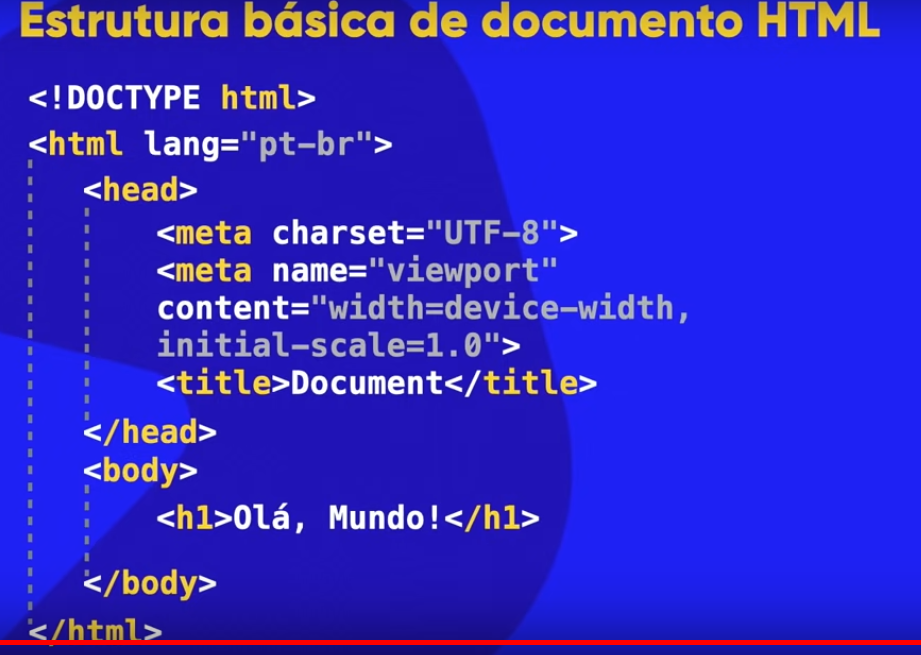 Estrutura básica de documento HTML
<!DOCTYPE html>
<html lang="pt-br">
<head>
<meta charset="UTF-8">
<meta name="viewport"
content="width=device-width,
initial-scale=1.0">
<title>Document</title>
</head>
<body>
<h1>Olá, Mundo!</h1>
</body>
</html>